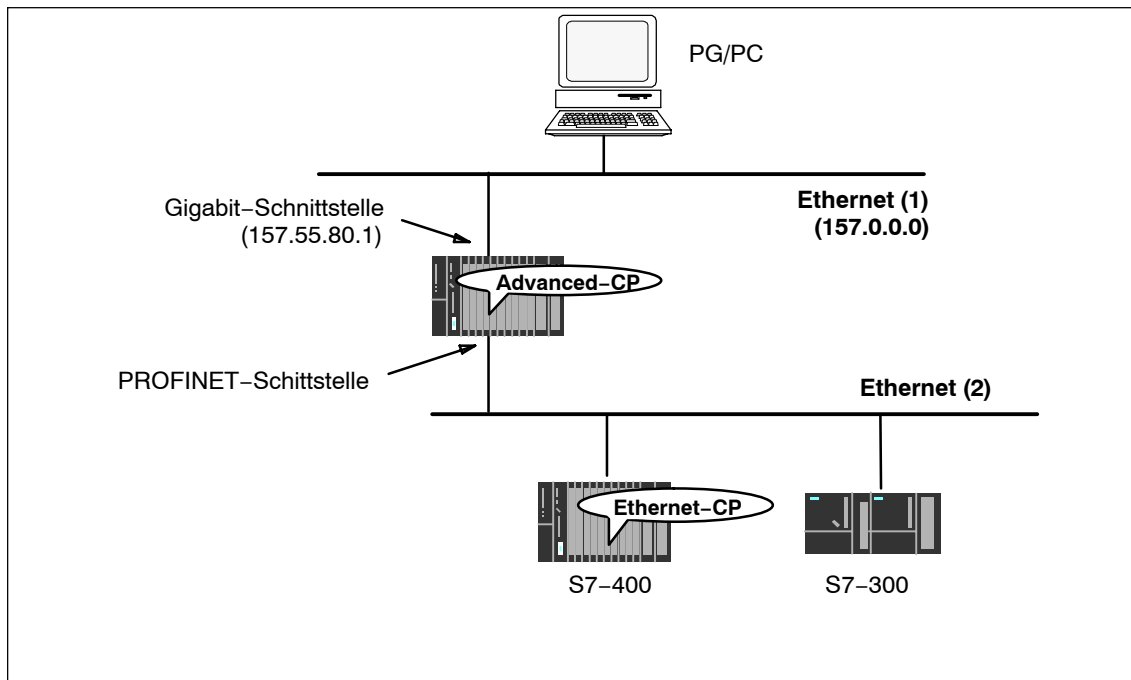 PG/PC
Ethernet (1)
(157.0.0.0)
Gigabit−Schnittstelle
(157.55.80.1)
Advanced−CP
PROFINET−Schittstelle
Ethernet (2)
Ethernet−CP
S7−400
S7−300